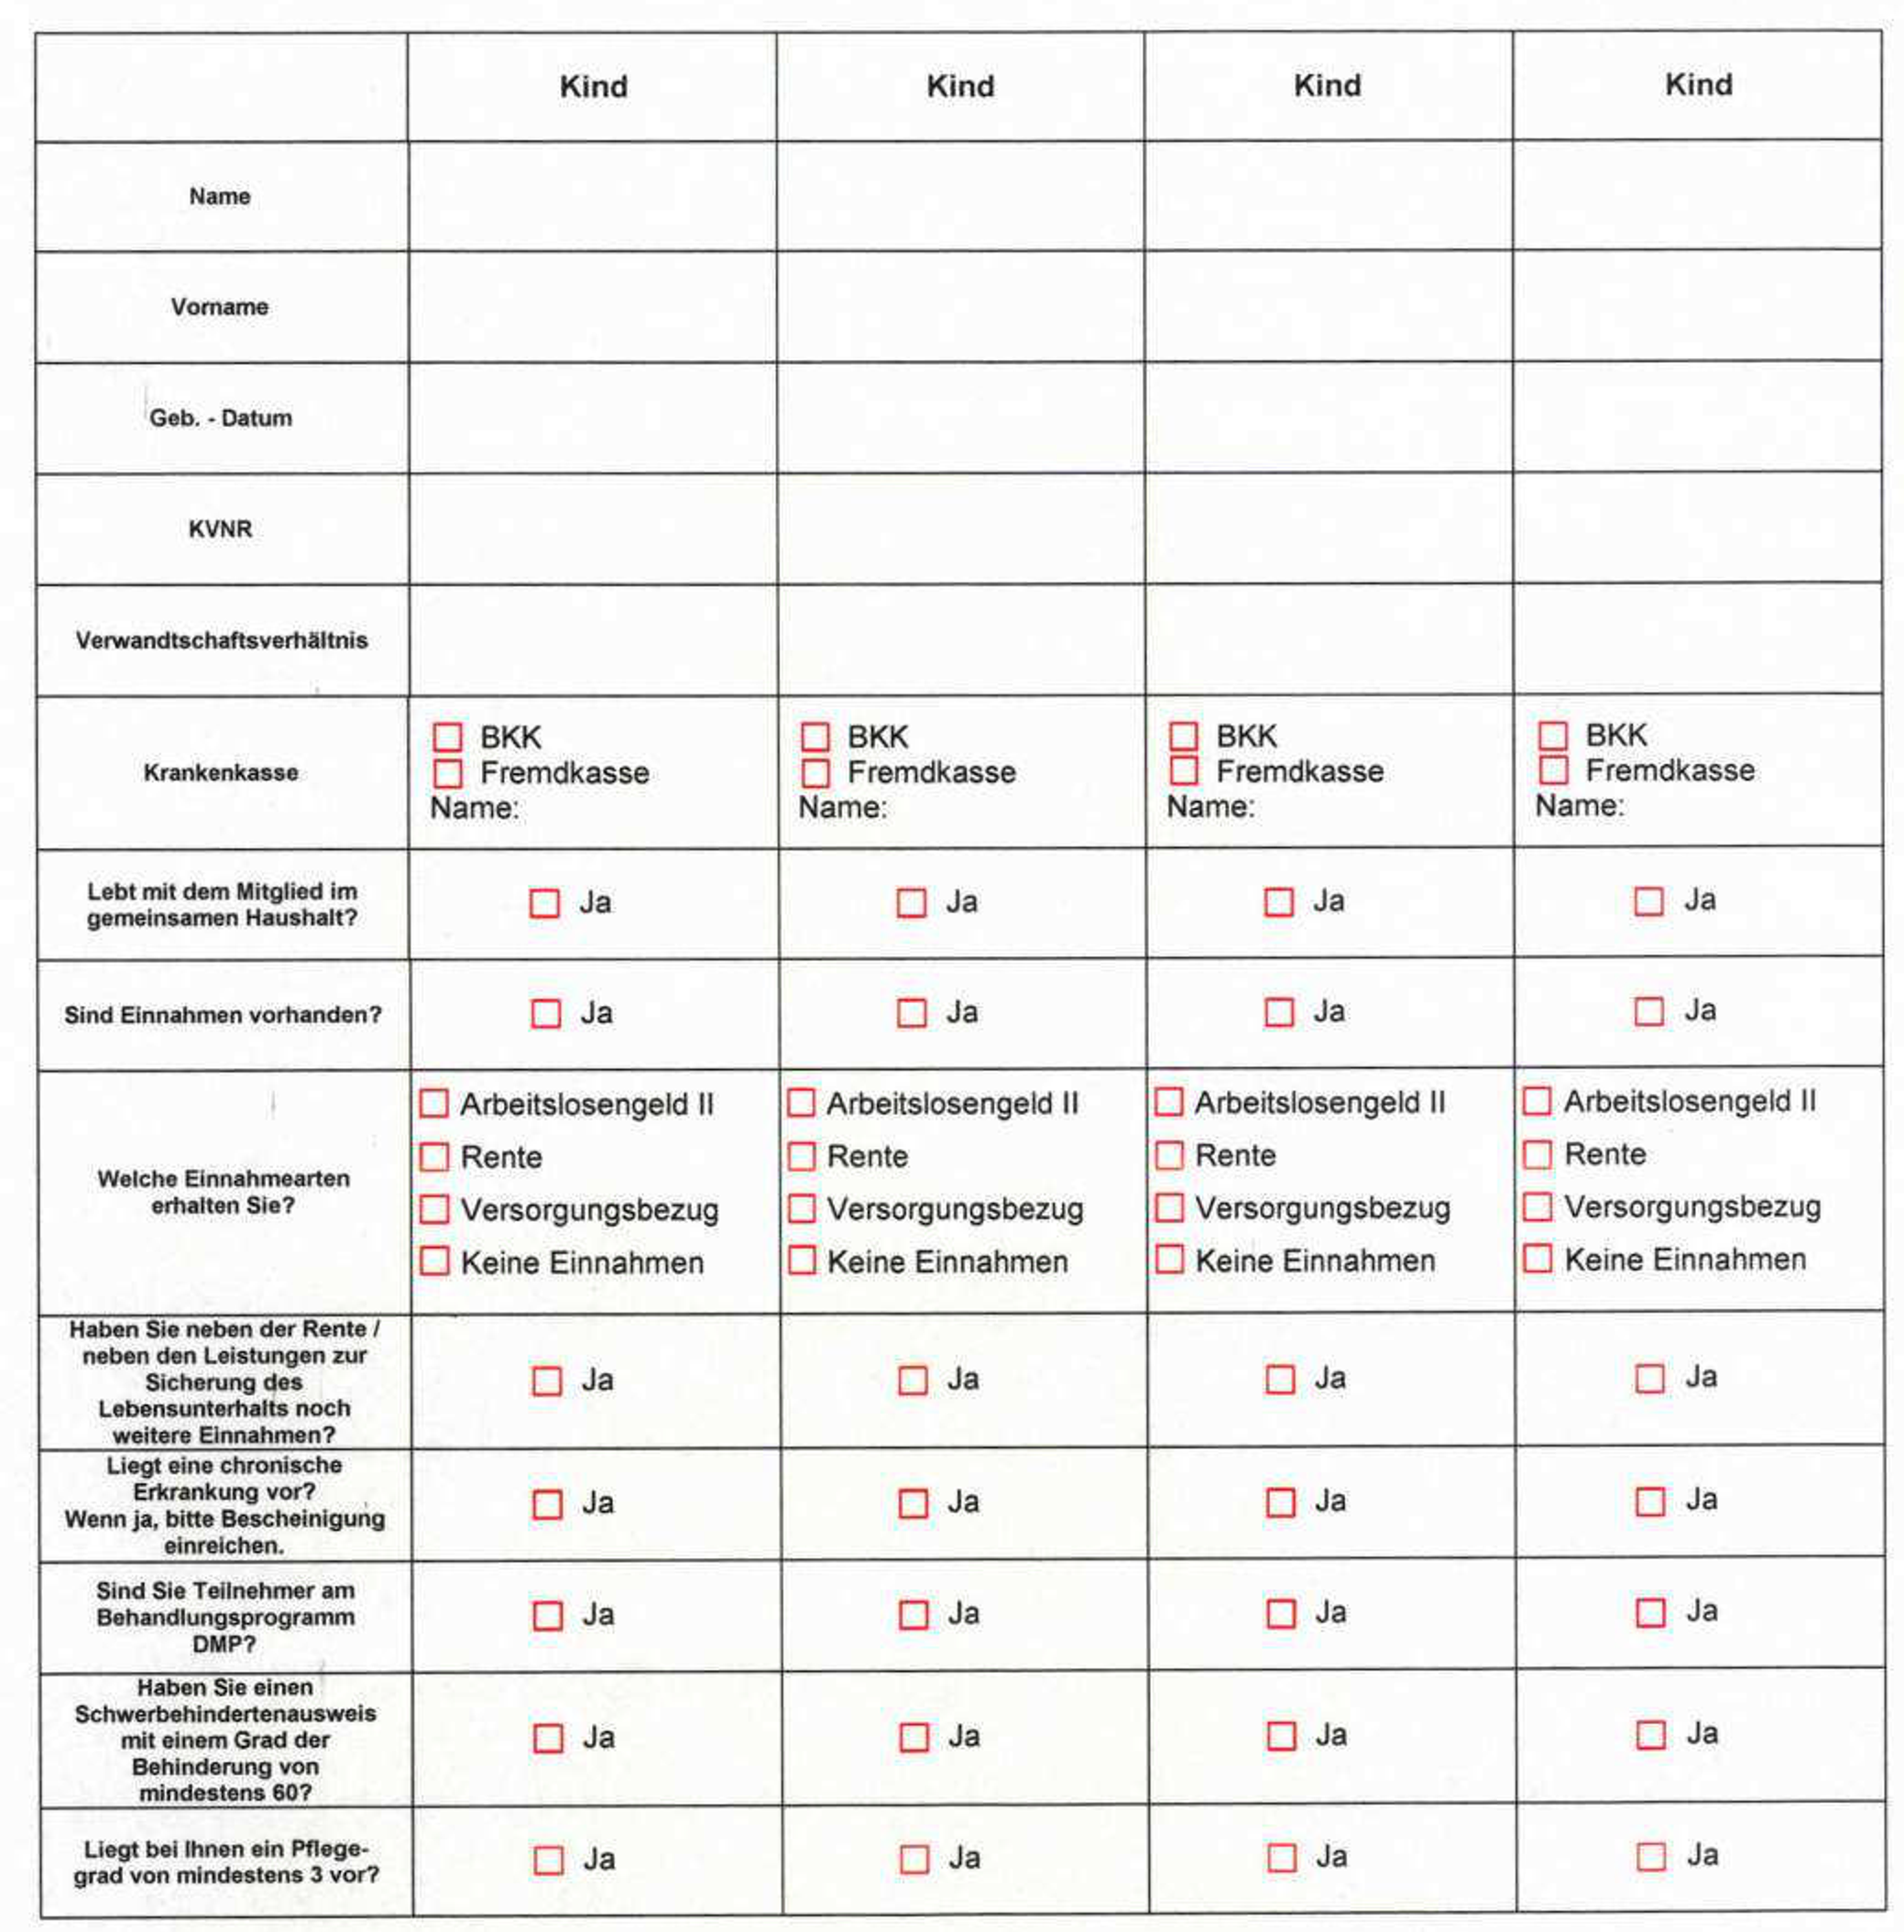 Kind Kind Kind Kind
Name
Vorname
Geb. - Datum
KVNR
Verwandtschaftsverhältnis
Krankenkasse
BKK BKK BKK BKK
Fremdkasse Fremdkasse Fremdkasse Fremdkasse
Name: Name: Name: Name:
Lebt mit dem Mitglied im
gemeinsamen Haushalt?
Ja Ja Ja Ja
Sind Einnahmen vorhanden? Ja Ja Ja Ja
Welche Einnahmearten
erhalten Sie?
Arbeitslosengeld II Arbeitslosengeld II Arbeitslosengeld II Arbeitslosengeld II
Rente Rente Rente Rente
Versorgungsbezug Versorgungsbezug Versorgungsbezug Versorgungsbezug
Keine Einnahmen Keine Einnahmen Keine Einnahmen Keine Einnahmen
Haben Sie neben der Rente /
neben den Leistungen zur
Sicherung des
Lebensunterhalts noch
weitere Einnahmen?
Ja Ja Ja Ja
Liegt eine chronische
Erkrankung vor?
Wenn ja, bitte Bescheinigung
einreichen.
Ja Ja Ja Ja
Sind Sie Teilnehmer am
Behandlungsprogramm
DMP?
Ja Ja Ja Ja
Haben Sie einen
Schwerbehindertenausweis
mit einem Grad der
Behinderung von
mindestens 60?
Ja Ja Ja Ja
Liegt bei Ihnen ein Pflege-
grad von mindestens 3 vor?
Ja Ja Ja Ja